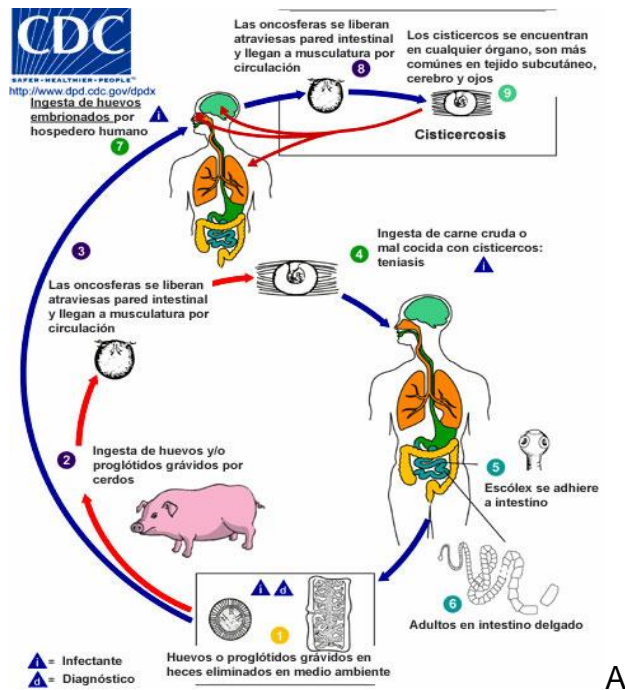 CDC
SAFER·HEALTHIER·PEOPLE™
http://www.dpd.cdc.gov/dpdx
Ingesta de huevos
embrionados por
hospedero humano
i
7
Las oncosferas se liberan
atraviesas pared intestinal
y llegan a musculatura por
circulación
8
Los cisticercos se encuentran
en cualquier órgano, son más
comúnes en tejido subcutáneo,
cerebro y ojos
9
Cisticercosis
3
Las oncosferas se liberan
atraviesas pared intestinal
y llegan a musculatura por
circulación
4
Ingesta de carne cruda o
mal cocida con cisticercos:
teniasis
i
2
Ingesta de huevos y/o
proglótidos grávidos por
cerdos
5
Escólex se adhiere
a intestino
6
Adultos en intestino delgado
i d
1
Huevos o proglótidos grávidos en
heces eliminados en medio ambiente
i = Infectante
d = Diagnóstico
A